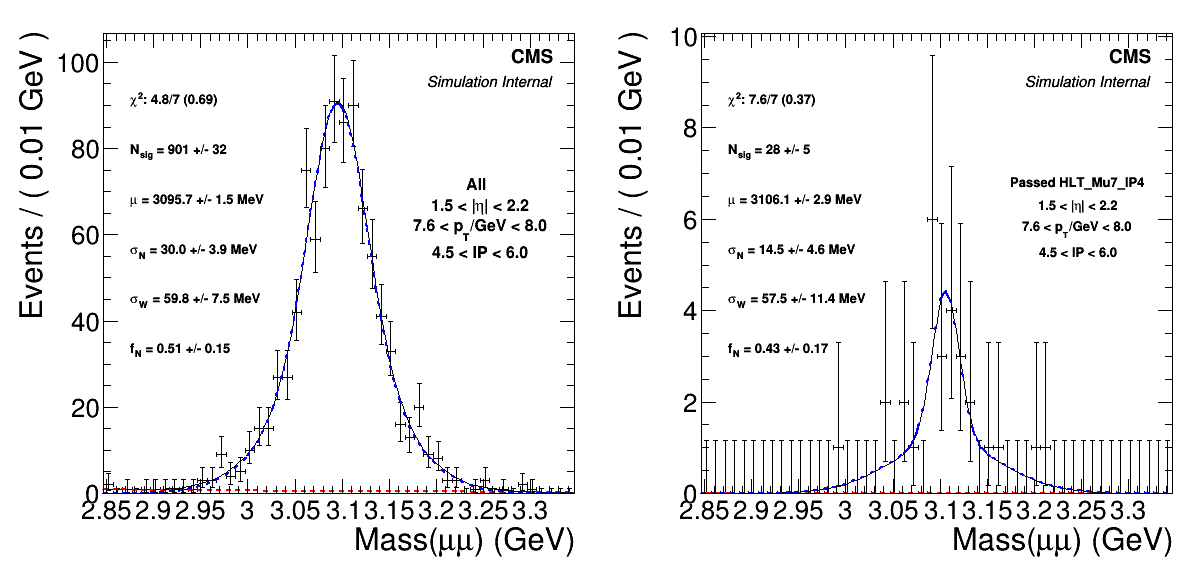 Events / ( 0.01 GeV )
100
80
60
40
20
0
CMS
Simulation Internal
χ²: 4.8/7 (0.69)
N_sig = 901 +/- 32
μ = 3095.7 +/- 1.5 MeV
σ_N = 30.0 +/- 3.9 MeV
σ_W = 59.8 +/- 7.5 MeV
f_N = 0.51 +/- 0.15
All
1.5 < |η| < 2.2
7.6 < p_T/GeV < 8.0
4.5 < IP < 6.0
2.85 2.9 2.95 3 3.05 3.1 3.15 3.2 3.25 3.3
Mass(μμ) (GeV)
Events / ( 0.01 GeV )
10
8
6
4
2
0
CMS
Simulation Internal
χ²: 7.6/7 (0.37)
N_sig = 28 +/- 5
μ = 3106.1 +/- 2.9 MeV
σ_N = 14.5 +/- 4.6 MeV
σ_W = 57.5 +/- 11.4 MeV
f_N = 0.43 +/- 0.17
Passed HLT_Mu7_IP4
1.5 < |η| < 2.2
7.6 < p_T/GeV < 8.0
4.5 < IP < 6.0
2.85 2.9 2.95 3 3.05 3.1 3.15 3.2 3.25 3.3
Mass(μμ) (GeV)